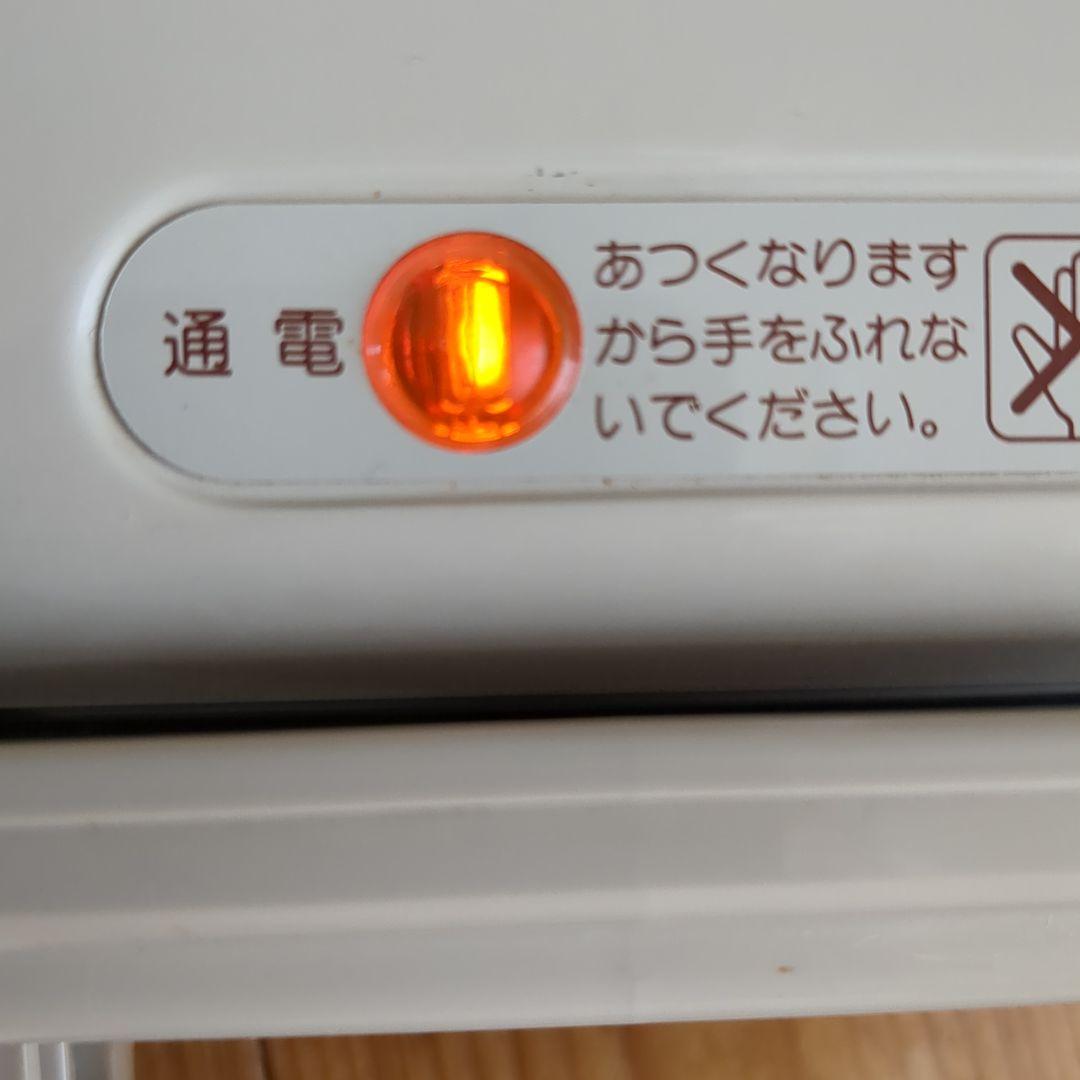 通電
あつくなります
から手をふれな
いでください。